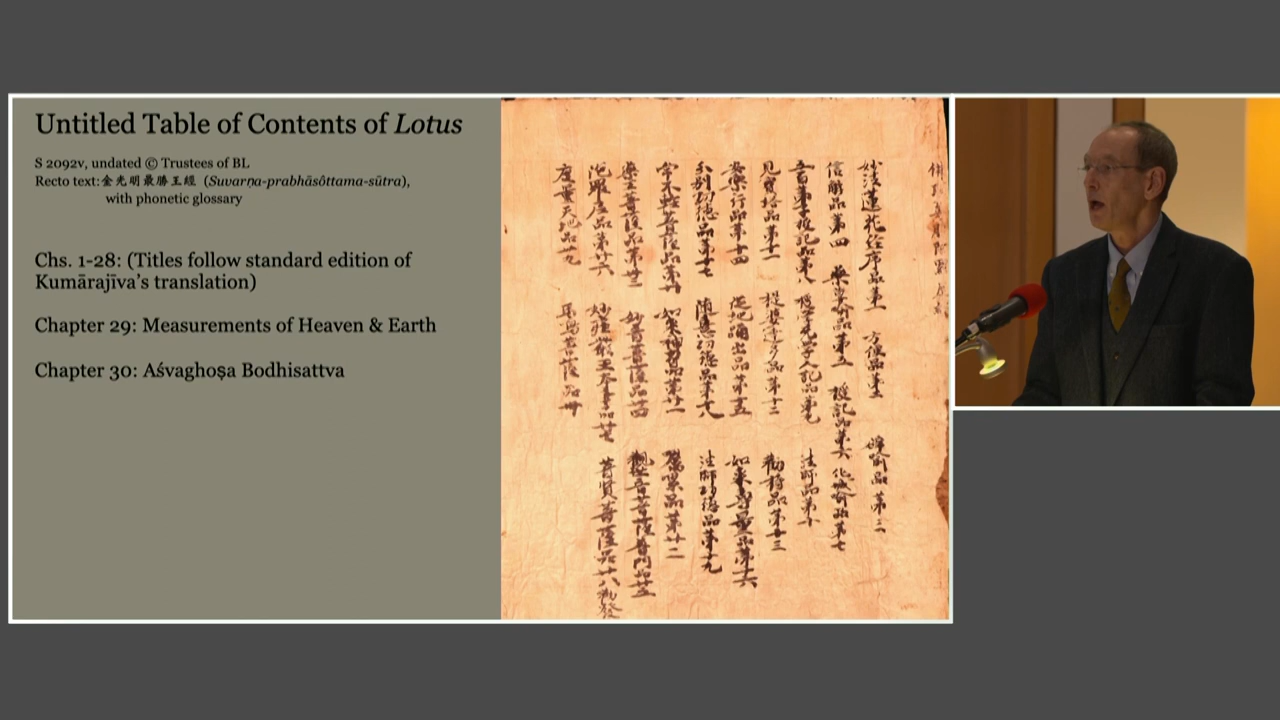 Untitled Table of Contents of Lotus
S 2092v, undated © Trustees of BL
Recto text:金光明最勝王經 (Suvarṇa-prabhāsôttama-sūtra),
with phonetic glossary
Chs. 1-28: (Titles follow standard edition of
Kumārajīva's translation)
Chapter 29: Measurements of Heaven & Earth
Chapter 30: Aśvaghoṣa Bodhisattva
妙法蓮花經序品第一 方便品第二 譬喻品第三
信解品第四 藥草喻品第五 授記品第六 化城喻品第七
五百弟子授記品第八 授學无學人記品第九 法師品第十
見寶塔品第十一 提婆達多品第十二 勸持品第十三
安樂行品第十四 從地踊出品第十五 如來壽量品第十六
分別功德品第十七 随喜功德品第十八 法師功德品第十九
常不輕菩薩品第廿 如來神力品第廿一 囑累品第廿二
藥王菩薩品第廿三 妙音菩薩品廿四 觀世音菩薩普門品廿五
陀羅尼品第廿六 妙莊嚴王本事品廿七 普賢菩薩品廿八勸發
度量天地品廿九 馬鳴菩薩品卅